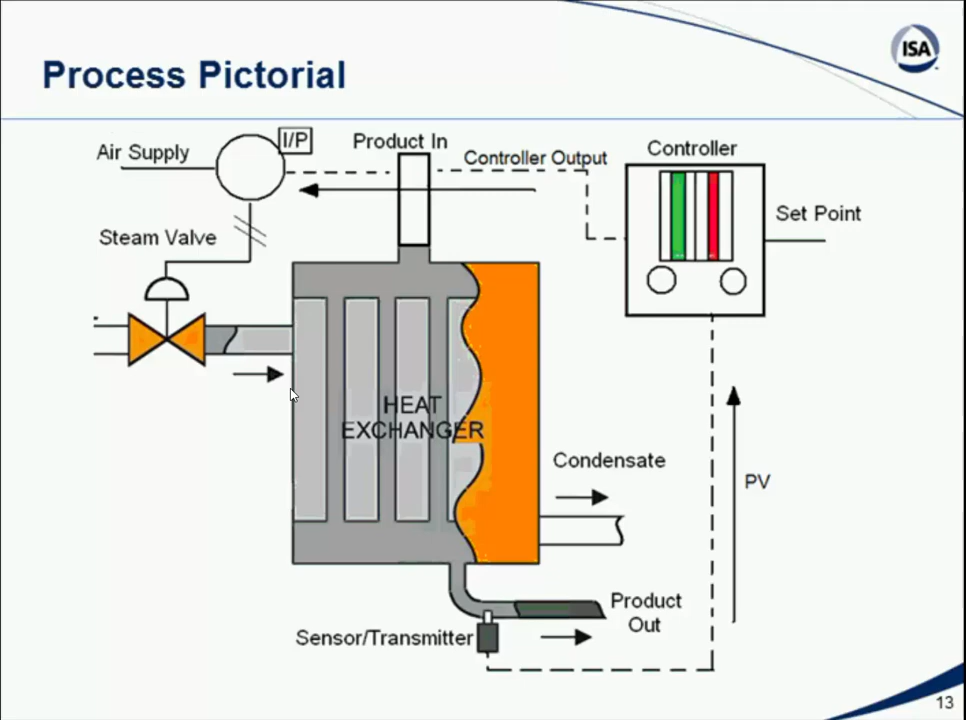 ISA
Process Pictorial
I/P
Product In
Controller
Air Supply
Controller Output
Set Point
Steam Valve
HEAT
EXCHANGER
Condensate
PV
Product
Out
Sensor/Transmitter
13